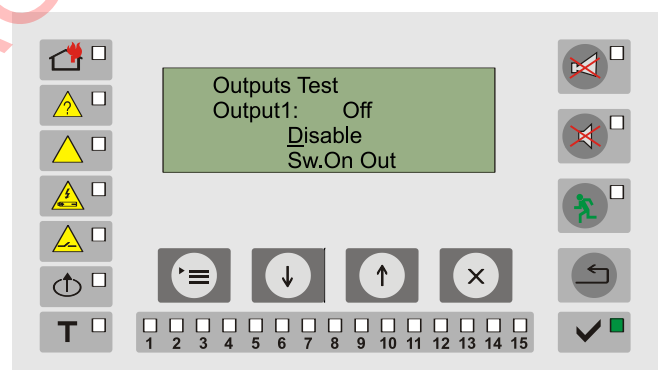 Outputs Test
Output1: Off
Disable
Sw.On Out
?
T
1 2 3 4 5 6 7 8 9 10 11 12 13 14 15